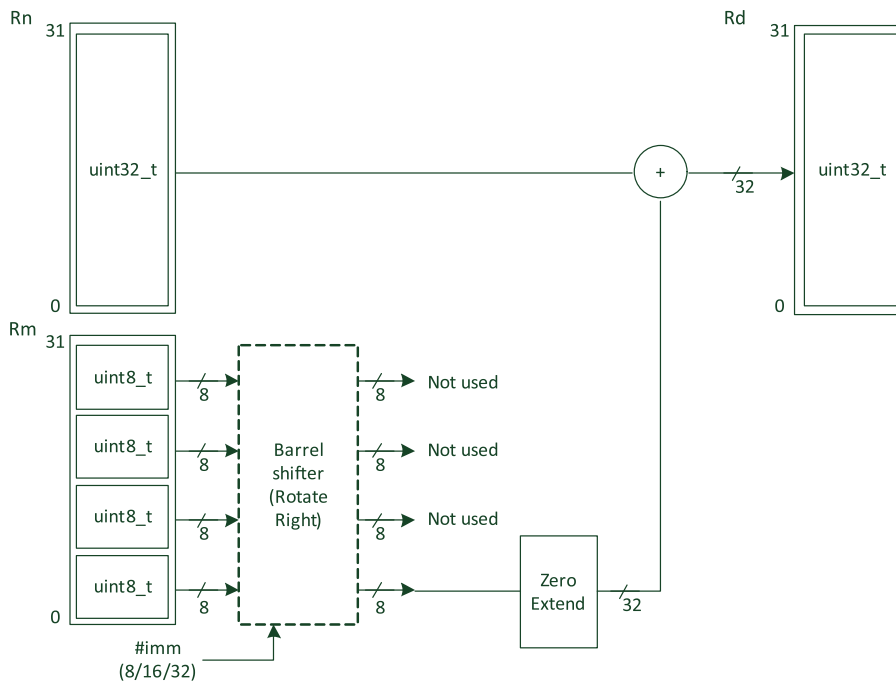 Rn
31
uint32_t
0
Rd
31
uint32_t
0
+
32
Rm
31
uint8_t
8
uint8_t
8
uint8_t
8
uint8_t
8
0
Barrel
shifter
(Rotate
Right)
8
Not used
8
Not used
8
Not used
8
Zero
Extend
32
#imm
(8/16/32)